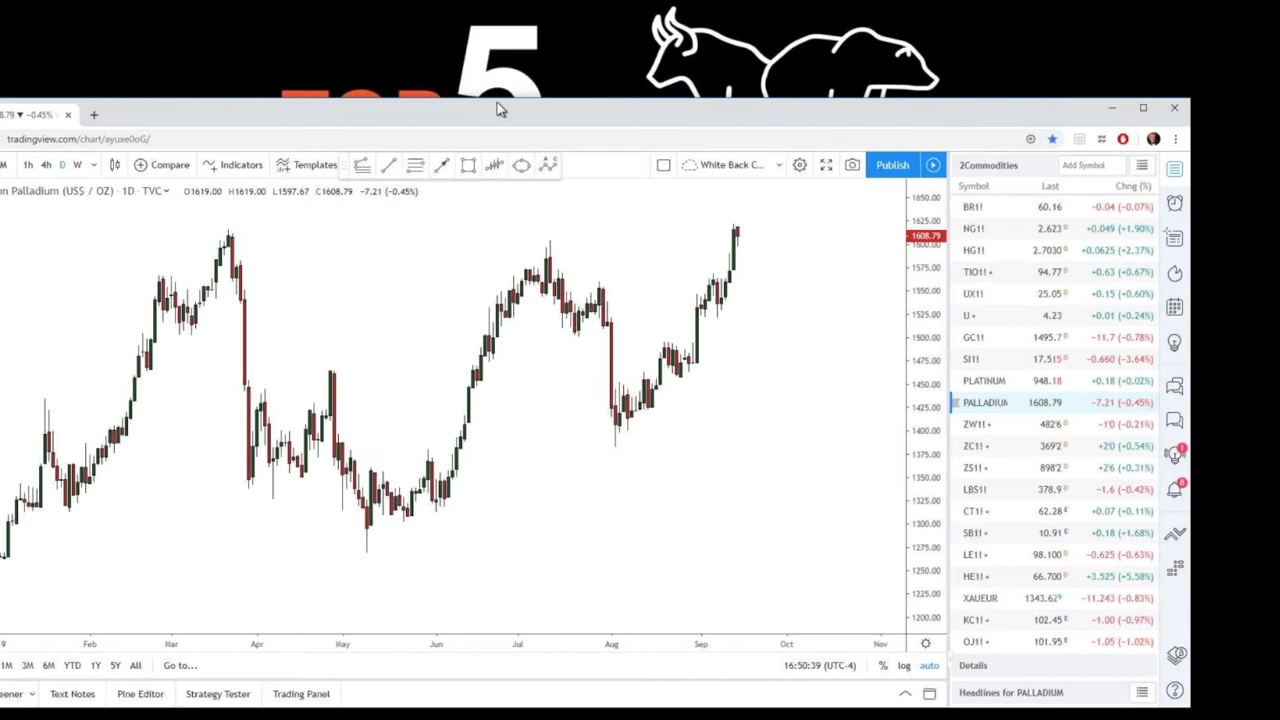 TOP 5
8.79 ▼ −0.45%
tradingview.com/chart/ayuxe0oG/
M 1h 4h D W Compare Indicators Templates White Back C... Publish
on Palladium (US$ / OZ) · 1D · TVC O1619.00 H1619.00 L1597.67 C1608.79 −7.21 (−0.45%)
1650.00
1625.00
1608.79
1600.00
1575.00
1550.00
1525.00
1500.00
1475.00
1450.00
1425.00
1400.00
1375.00
1350.00
1325.00
1300.00
1275.00
1250.00
1225.00
1200.00
9 Feb Mar Apr May Jun Jul Aug Sep Oct Nov
1M 3M 6M YTD 1Y 5Y All Go to... 16:50:39 (UTC-4) % log auto
eener Text Notes Pine Editor Strategy Tester Trading Panel
2Commodities Add Symbol
Symbol Last Chng (%)
BR1! 60.16 −0.04 (−0.07%)
NG1! 2.623 D +0.049 (+1.90%)
HG1! 2.7030 D +0.0625 (+2.37%)
TIO1! 94.77 D +0.63 (+0.67%)
UX1! 25.05 D +0.15 (+0.60%)
U 4.23 +0.01 (+0.24%)
GC1! 1495.7 D −11.7 (−0.78%)
SI1! 17.515 D −0.660 (−3.64%)
PLATINUM 948.18 +0.18 (+0.02%)
PALLADIUM 1608.79 −7.21 (−0.45%)
ZW1! 482'6 −1'0 (−0.21%)
ZC1! 369'2 +2'0 (+0.54%)
ZS1! 898'2 +2'6 (+0.31%)
LBS1! 378.9 D −1.6 (−0.42%)
CT1! 62.28 E +0.07 (+0.11%)
SB1! 10.91 E +0.18 (+1.68%)
LE1! 98.100 D −0.625 (−0.63%)
HE1! 66.700 D +3.525 (+5.58%)
XAUEUR 1343.629 −11.243 (−0.83%)
KC1! 102.45 E −1.00 (−0.97%)
OJ1! 101.95 E −1.05 (−1.02%)
Details
Headlines for PALLADIUM
1
8